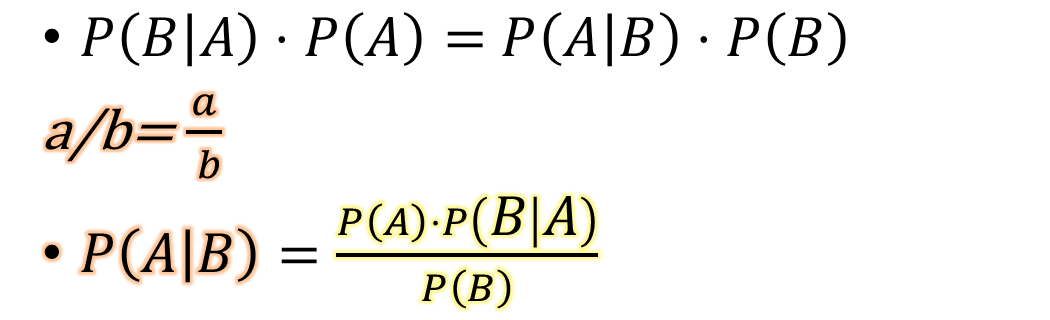 • P(B|A) · P(A) = P(A|B) · P(B)
a/b=a/b
• P(A|B) = P(A)·P(B|A)/P(B)